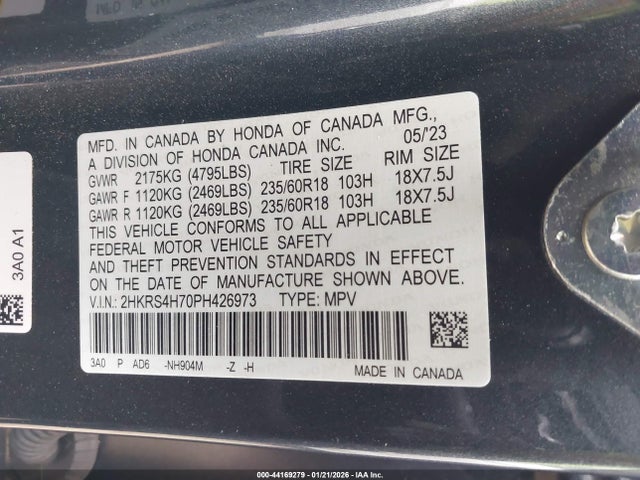 MFD. IN CANADA BY HONDA OF CANADA MFG.,
A DIVISION OF HONDA CANADA INC. 05/'23
GVWR 2175KG (4795LBS) TIRE SIZE RIM SIZE
GAWR F 1120KG (2469LBS) 235/60R18 103H 18X7.5J
GAWR R 1120KG (2469LBS) 235/60R18 103H 18X7.5J
THIS VEHICLE CONFORMS TO ALL APPLICABLE
FEDERAL MOTOR VEHICLE SAFETY
AND THEFT PREVENTION STANDARDS IN EFFECT
ON THE DATE OF MANUFACTURE SHOWN ABOVE.
V.I.N.: 2HKRS4H70PH426973 TYPE: MPV
3A0 P AD6 -NH904M -Z -H
MADE IN CANADA
3A0 A1
000-44169279 - 01/21/2026 - IAA Inc.